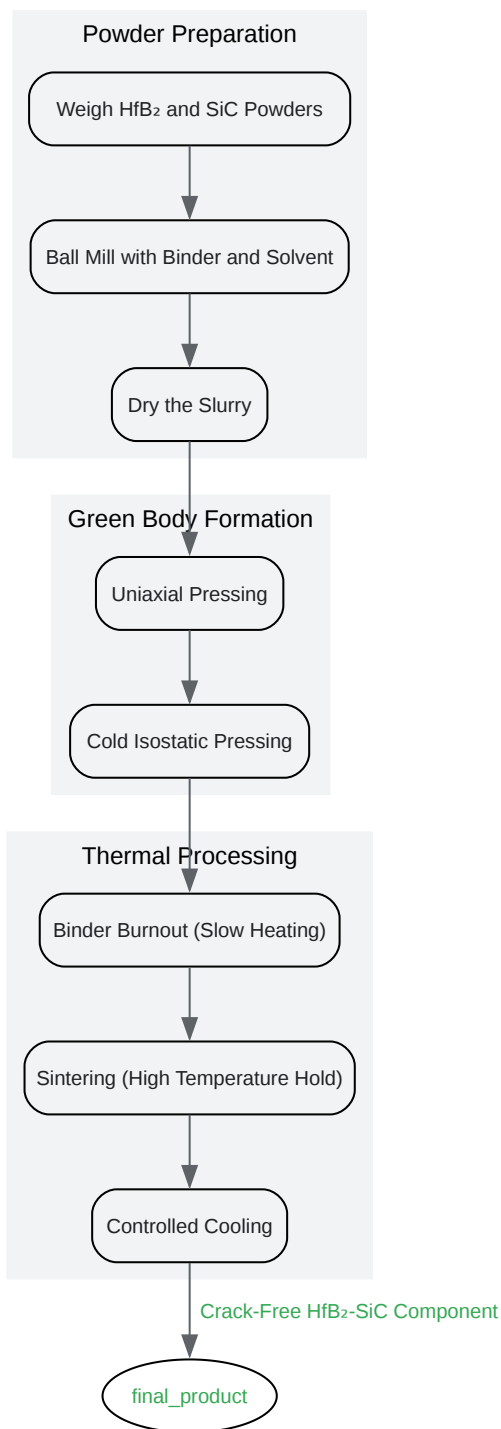 Powder Preparation
Weigh HfB₂ and SiC Powders
Ball Mill with Binder and Solvent
Dry the Slurry
Green Body Formation
Uniaxial Pressing
Cold Isostatic Pressing
Thermal Processing
Binder Burnout (Slow Heating)
Sintering (High Temperature Hold)
Controlled Cooling
Crack-Free HfB₂-SiC Component
final_product